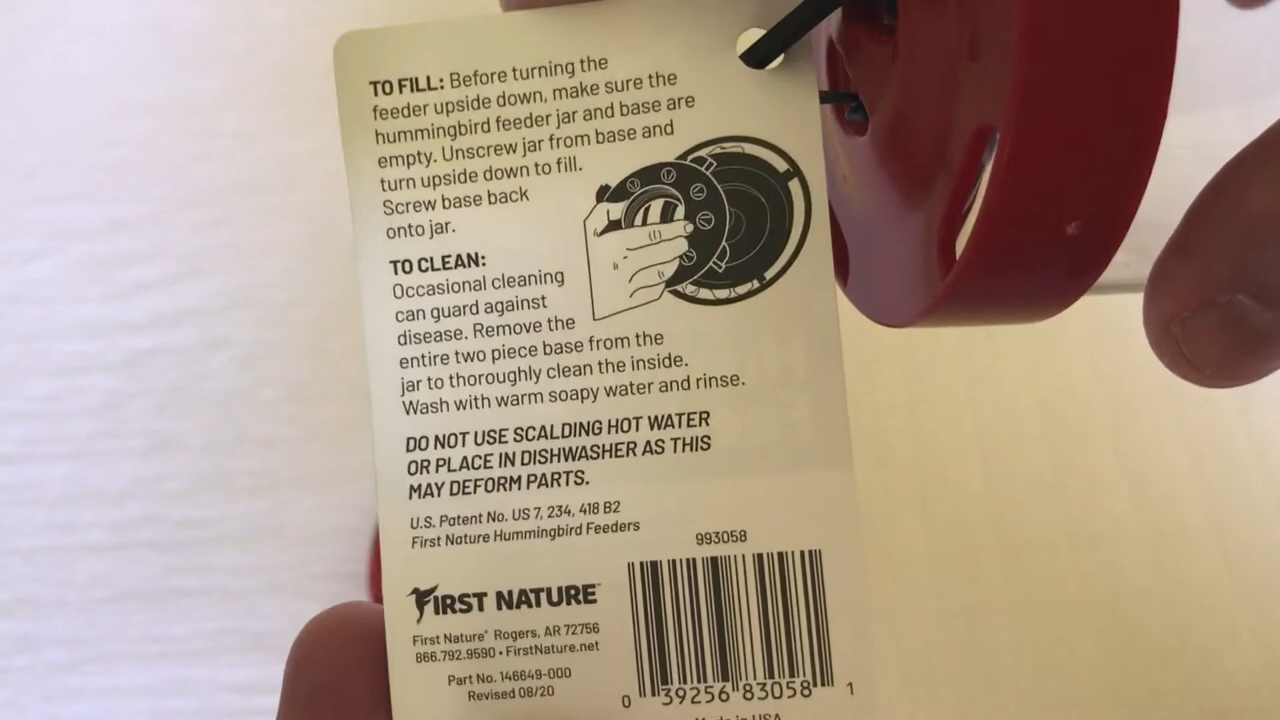 TO FILL: Before turning the
feeder upside down, make sure the
hummingbird feeder jar and base are
empty. Unscrew jar from base and
turn upside down to fill.
Screw base back
onto jar.
TO CLEAN:
Occasional cleaning
can guard against
disease. Remove the
entire two piece base from the
jar to thoroughly clean the inside.
Wash with warm soapy water and rinse.
DO NOT USE SCALDING HOT WATER
OR PLACE IN DISHWASHER AS THIS
MAY DEFORM PARTS.
U.S. Patent No. US 7, 234, 418 B2
First Nature Hummingbird Feeders
FIRST NATURE™
First Nature® Rogers, AR 72756
866.792.9590 • FirstNature.net
Part No. 146649-000
Revised 08/20
993058
0 39256 83058 1
Made in USA